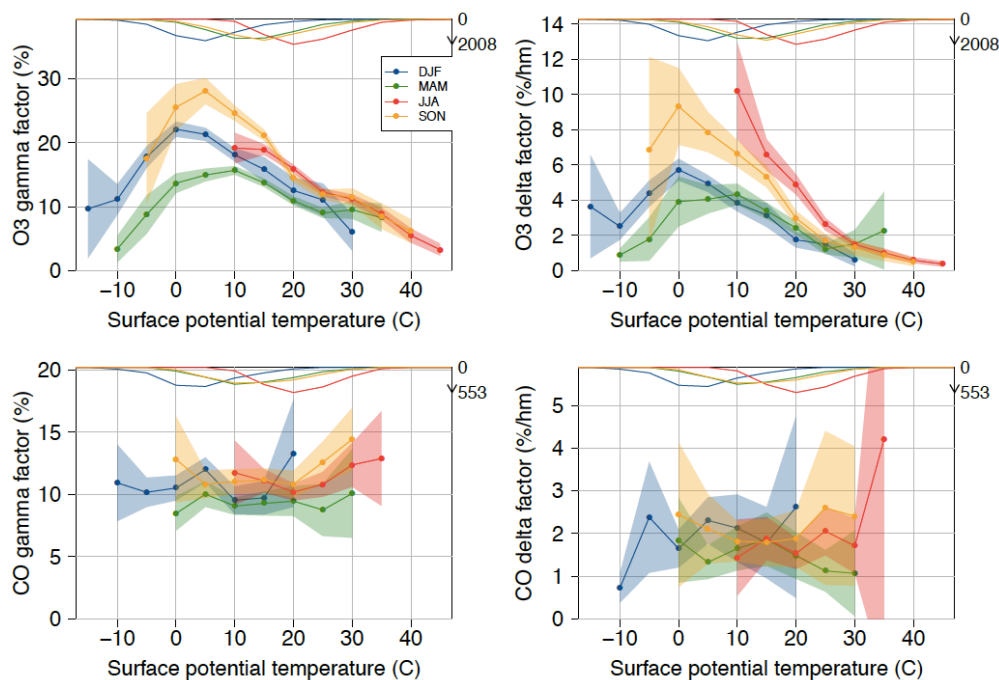 O3 gamma factor (%)
30
20
10
0
0
2008
DJF
MAM
JJA
SON
−10 0 10 20 30 40
Surface potential temperature (C)
O3 delta factor (%/hm)
14
12
10
8
6
4
2
0
0
2008
−10 0 10 20 30 40
Surface potential temperature (C)
CO gamma factor (%)
20
15
10
5
0
0
553
−10 0 10 20 30 40
Surface potential temperature (C)
CO delta factor (%/hm)
5
4
3
2
1
0
0
553
−10 0 10 20 30 40
Surface potential temperature (C)